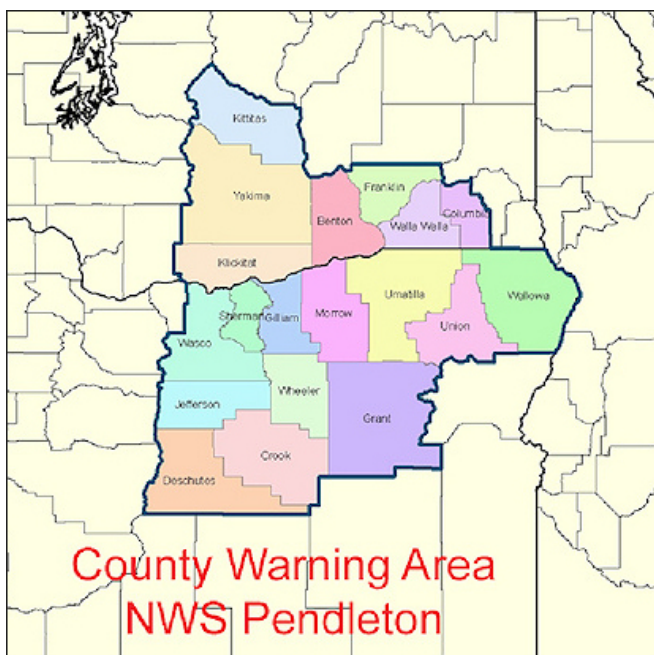 Kittitas
Yakima
Franklin
Benton
Walla Walla
Columbia
Klickitat
Sherman
Gilliam
Morrow
Umatilla
Wallowa
Union
Wasco
Jefferson
Wheeler
Grant
Crook
Deschutes
County Warning Area
NWS Pendleton